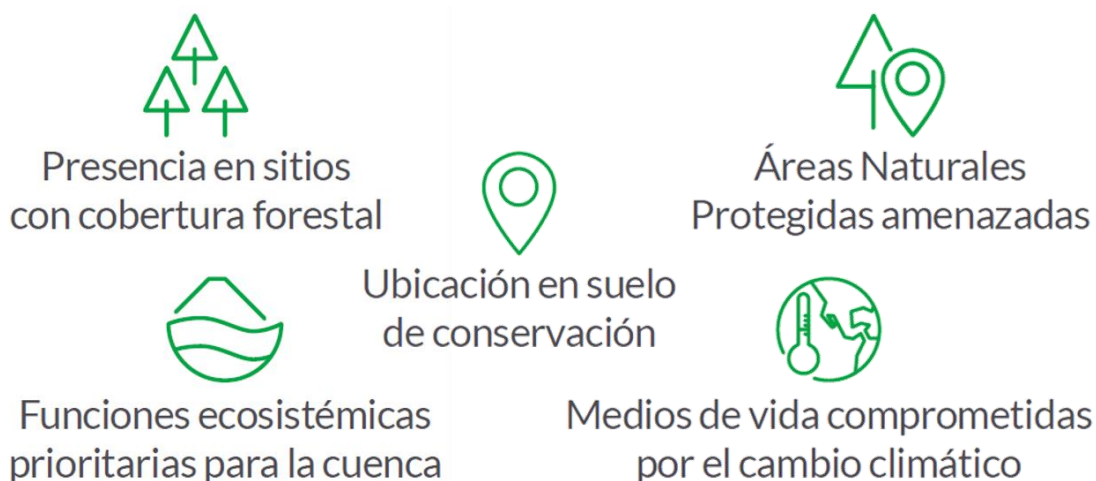 Presencia en sitios
con cobertura forestal
Áreas Naturales
Protegidas amenazadas
Ubicación en suelo
de conservación
Funciones ecosistémicas
prioritarias para la cuenca
Medios de vida comprometidas
por el cambio climático